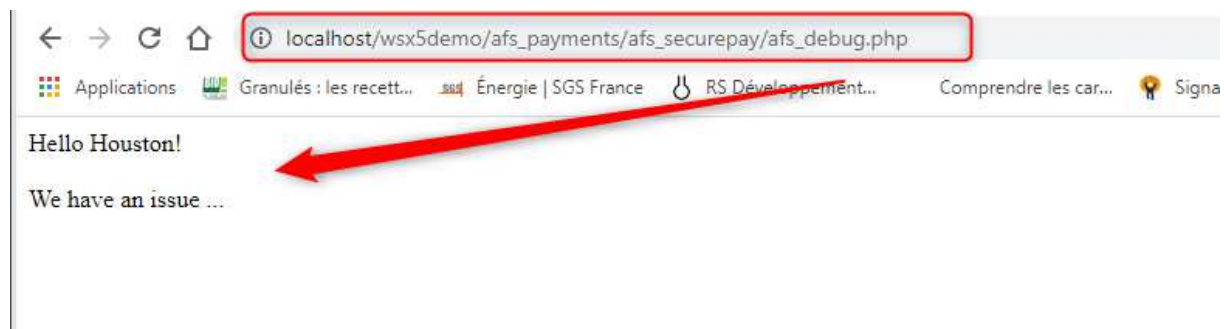 localhost/wsx5demo/afs_payments/afs_securepay/afs_debug.php
Applications Granulés : les recett... SGS Énergie | SGS France RS Développement... Comprendre les car... Signa
Hello Houston!
We have an issue ...